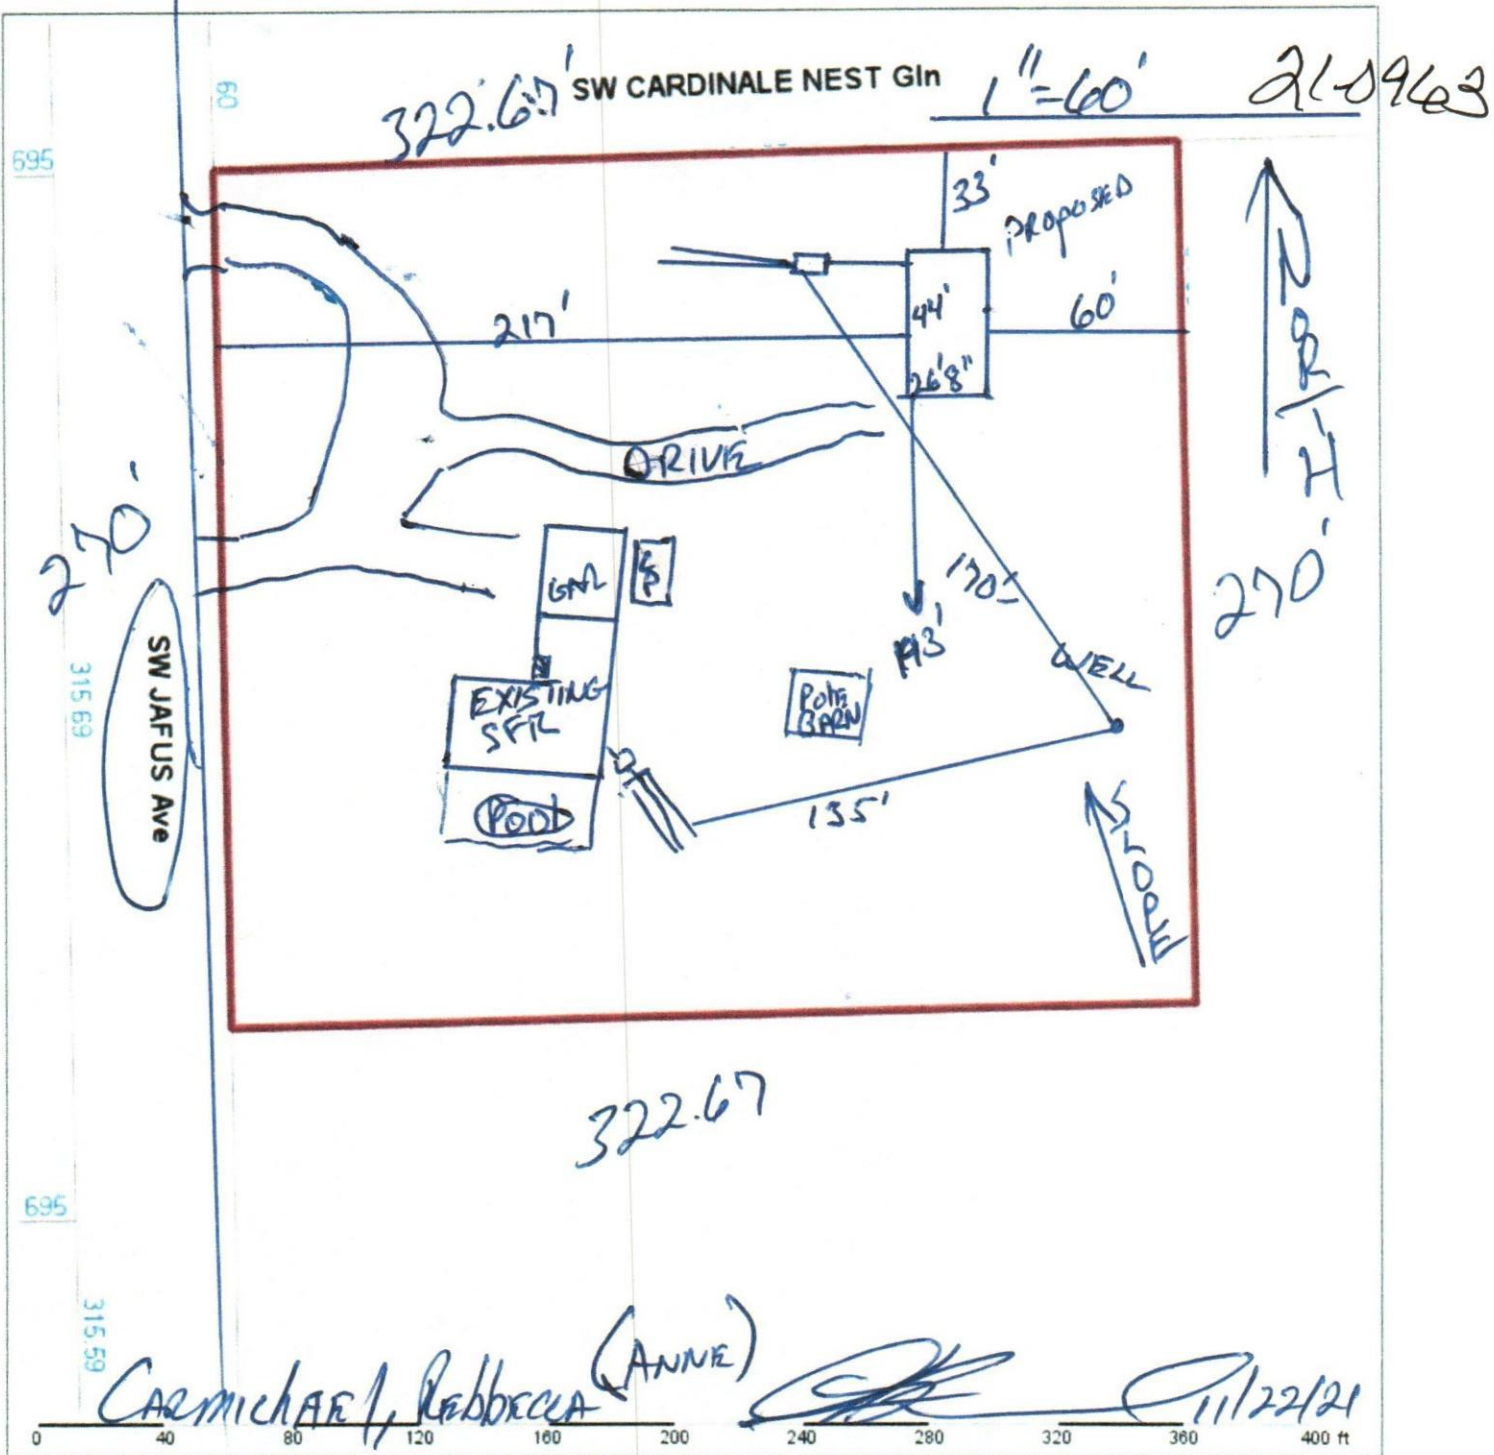 60
322.67'
SW CARDINALE NEST Gln
1"=60'
21-0963
695
33'
PROPOSED
NORTH
217'
44'
60'
26'8"
DRIVE
270'
270'
GAR
170'
193'
WELL
SW JAFUS Ave
315.69
EXISTING
SFR
POLE
BARN
POOL
135'
SLOPE
322.67
695
315.59
CARMICHAEL, REBBECCA (ANNE)
11/22/21
0 40 80 120 160 200 240 280 320 360 400 ft